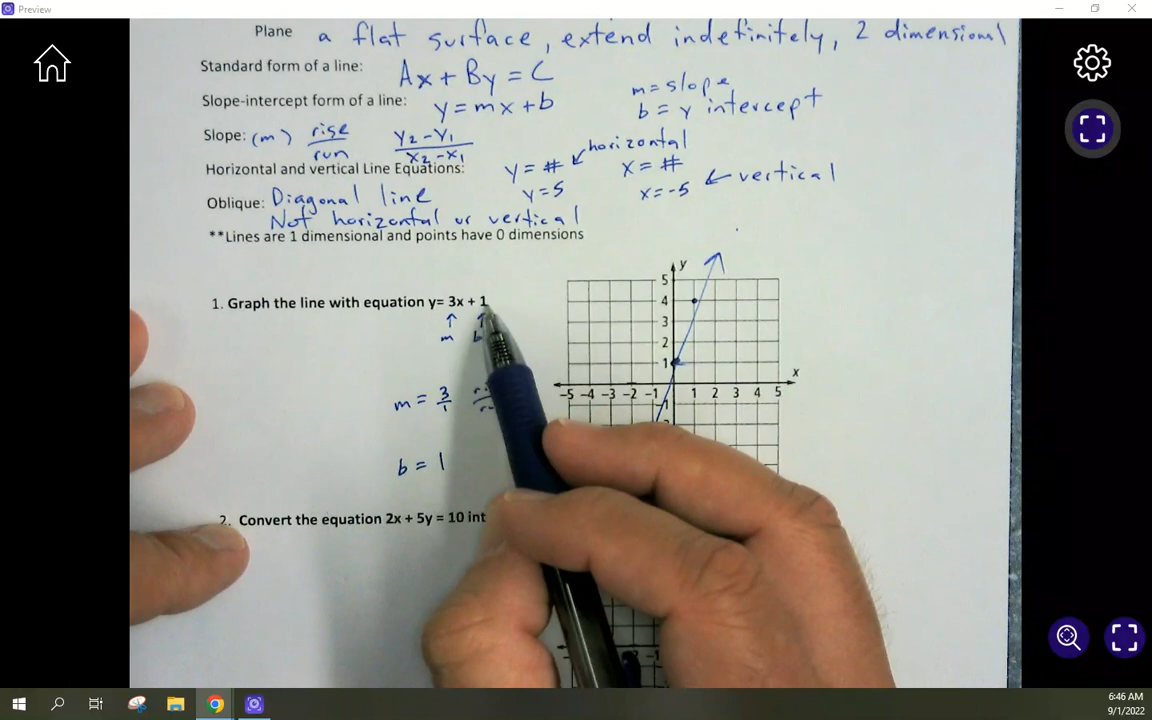 Preview
Plane a flat surface, extend indefinitely, 2 dimensional
Standard form of a line: Ax + By = C
Slope-intercept form of a line: y = mx + b
m = slope
b = y intercept
Slope: (m) rise
run
Y2 - Y1
X2 - X1
Horizontal and vertical Line Equations: y = # horizontal
y = 5
x = #
x = -5 vertical
Oblique: Diagonal line
Not horizontal or vertical
**Lines are 1 dimensional and points have 0 dimensions
1. Graph the line with equation y= 3x + 1
m b
m = 3
1
b = 1
y
5
4
3
2
1
x
-5 -4 -3 -2 -1 1 2 3 4 5
-1
2. Convert the equation 2x + 5y = 10 int
6:46 AM
9/1/2022